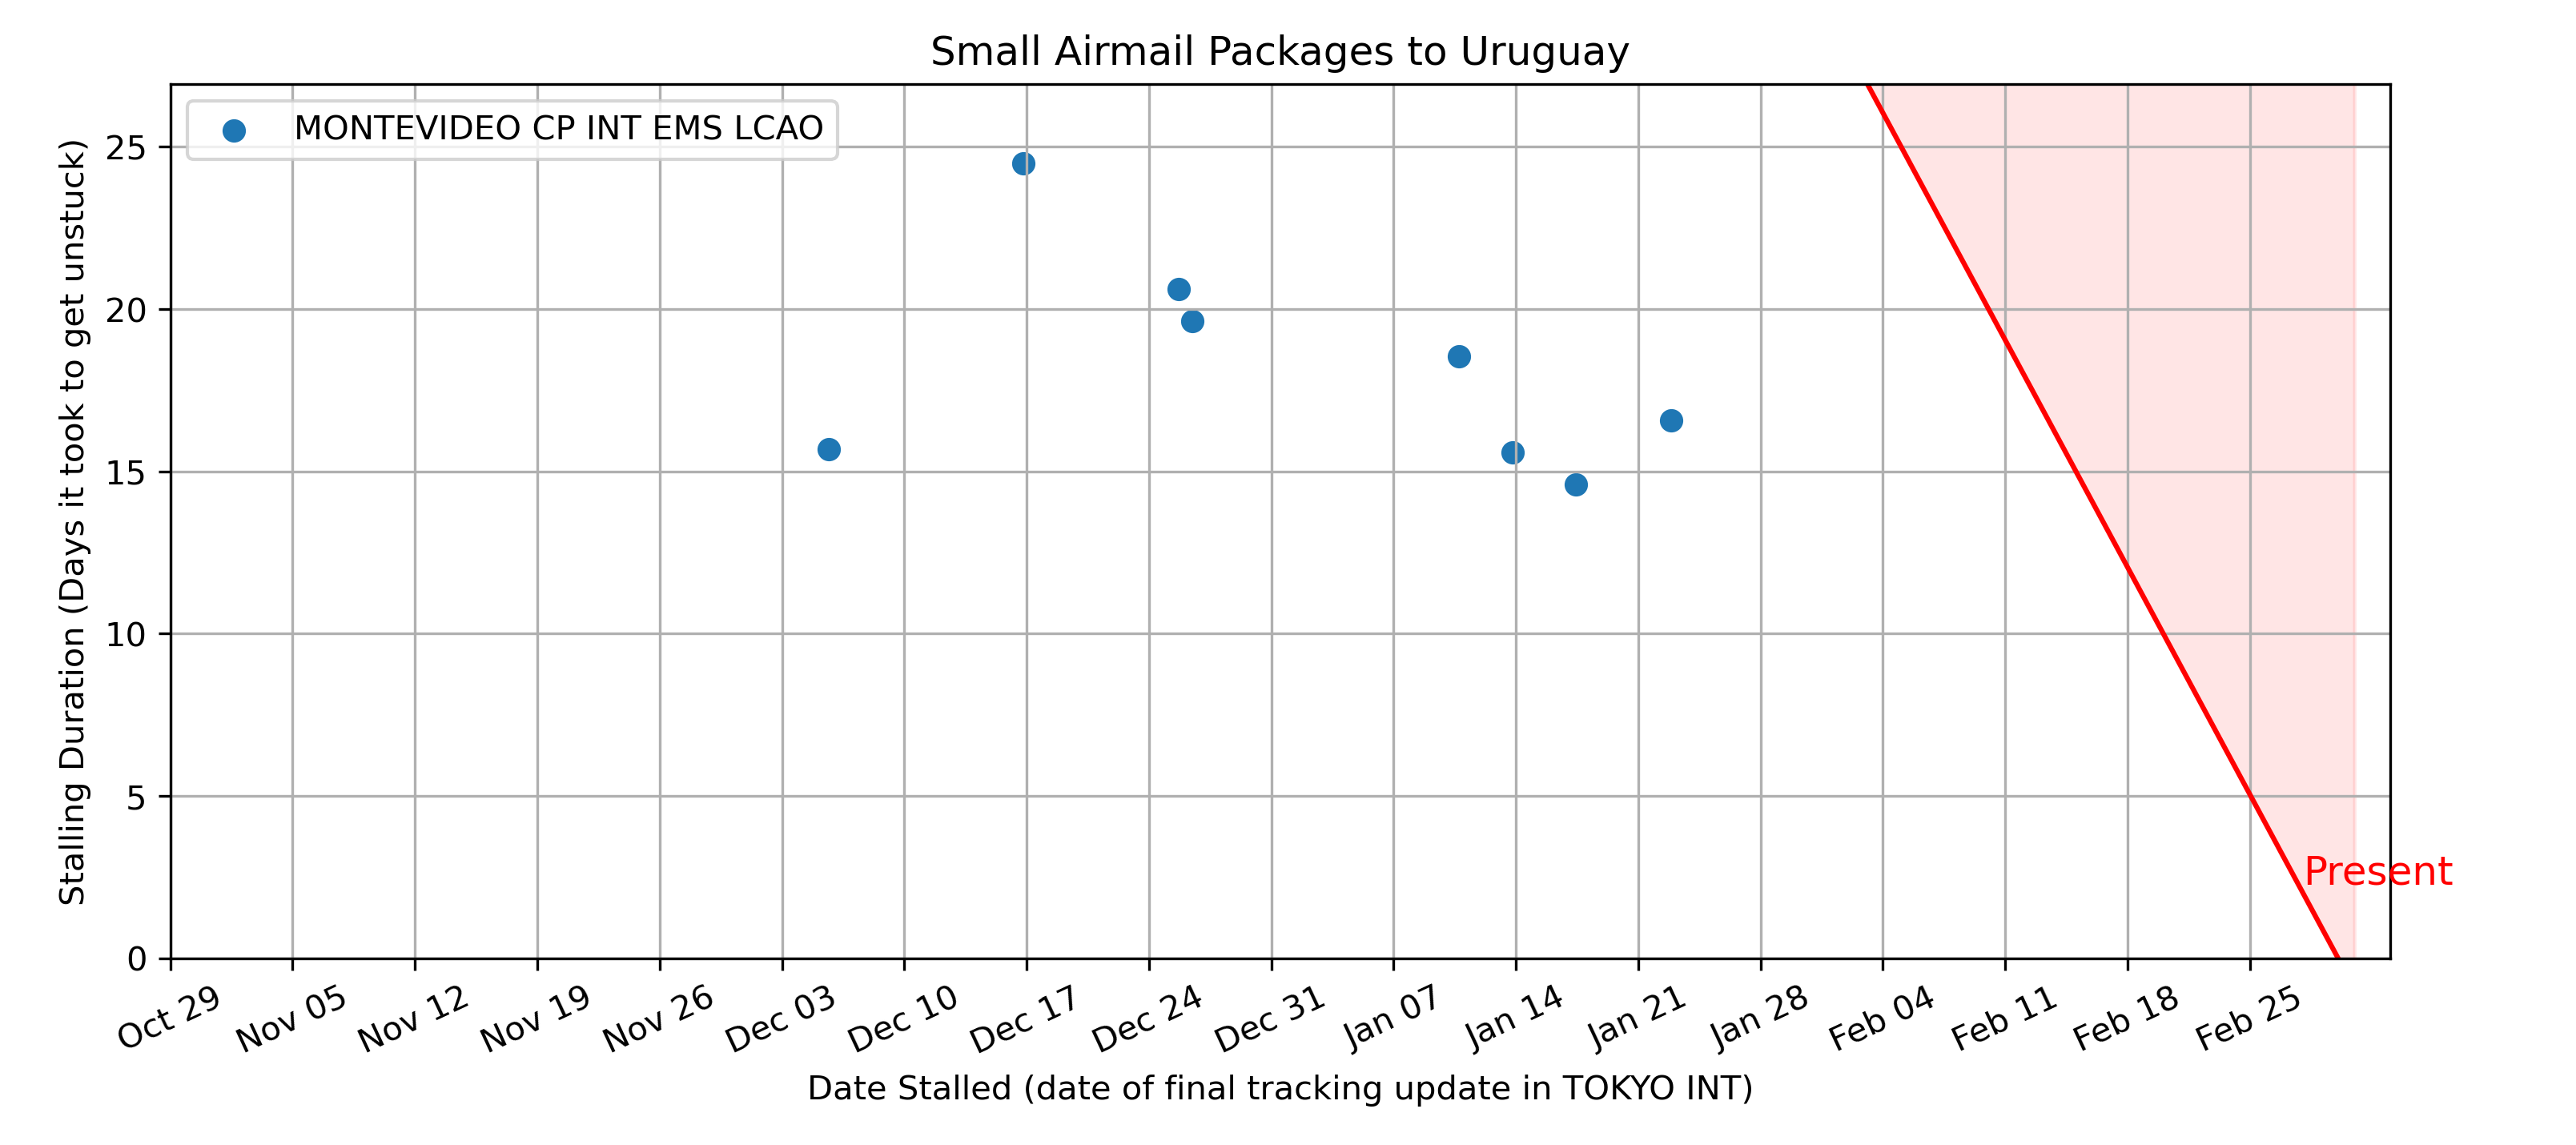 Small Airmail Packages to Uruguay
MONTEVIDEO CP INT EMS LCAO
Stalling Duration (Days it took to get unstuck)
25
20
15
10
5
0
Present
Oct 29
Nov 05
Nov 12
Nov 19
Nov 26
Dec 03
Dec 10
Dec 17
Dec 24
Dec 31
Jan 07
Jan 14
Jan 21
Jan 28
Feb 04
Feb 11
Feb 18
Feb 25
Date Stalled (date of final tracking update in TOKYO INT)